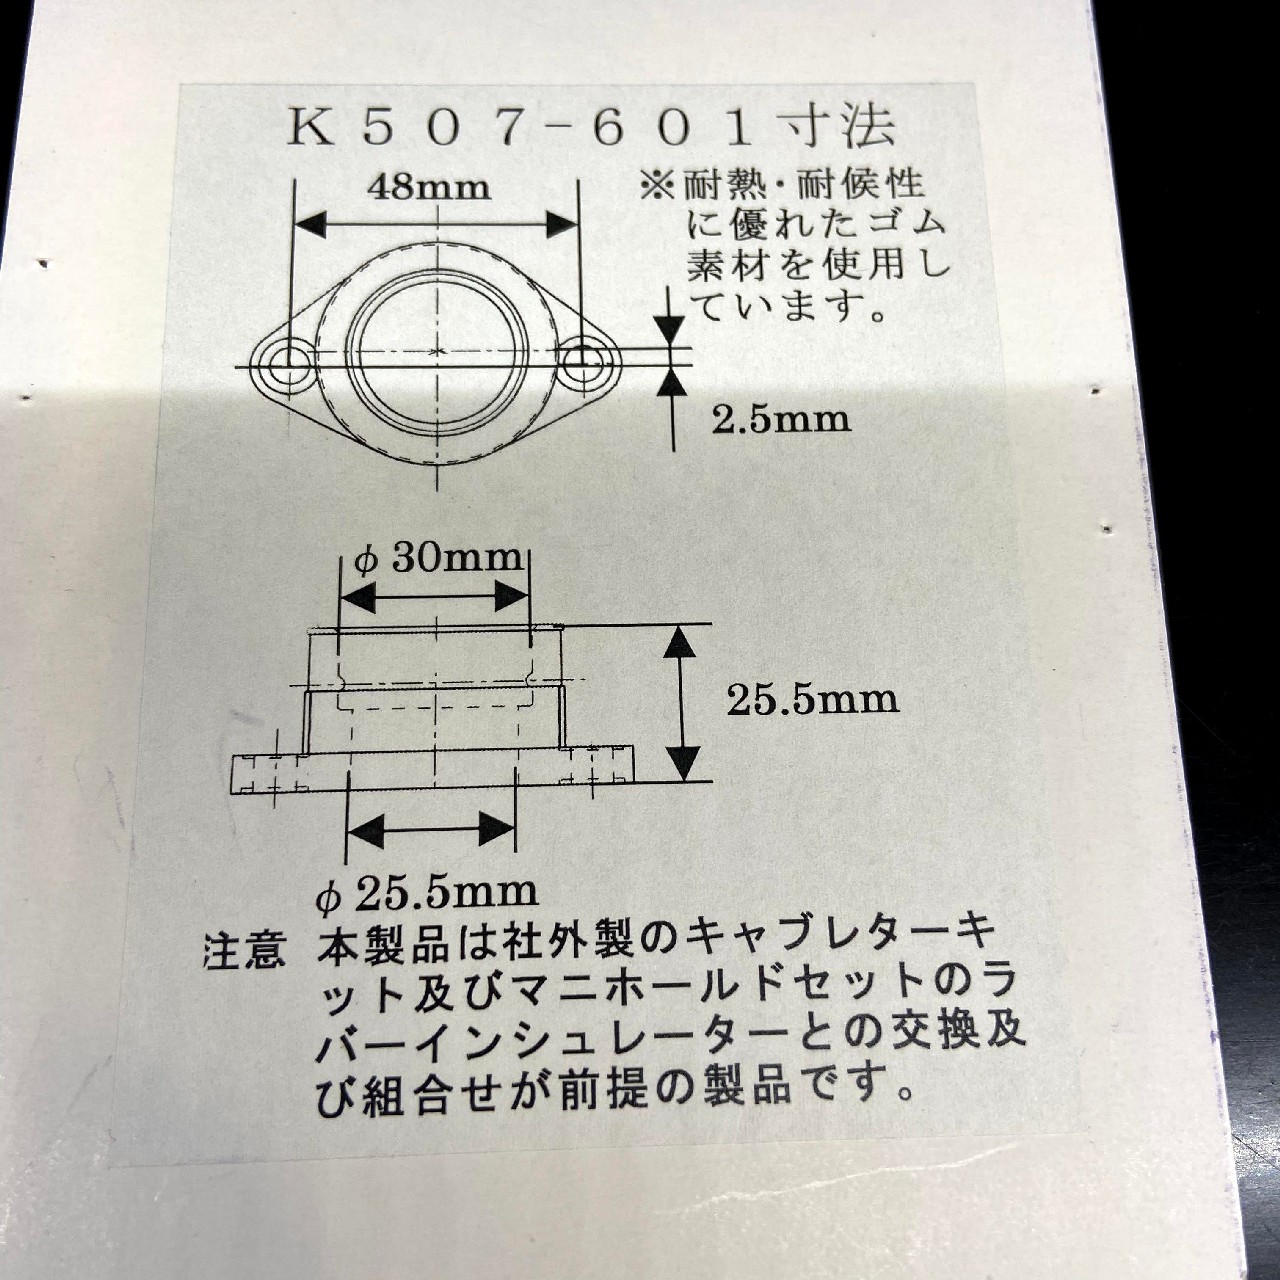 K507-601寸法
48mm
※耐熱・耐候性
に優れたゴム
素材を使用し
ています。
2.5mm
φ30mm
25.5mm
φ25.5mm
注意 本製品は社外製のキャブレターキ
ット及びマニホールドセットのラ
バーインシュレーターとの交換及
び組合せが前提の製品です。